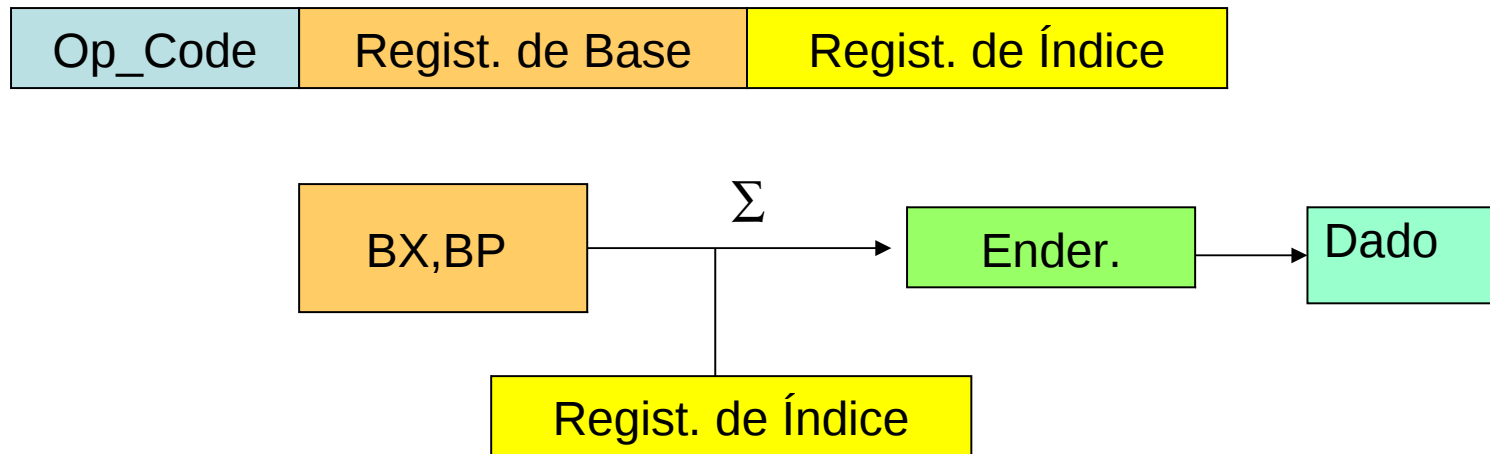 Op_Code Regist. de Base Regist. de Índice
Σ
BX,BP Ender. Dado
Regist. de Índice